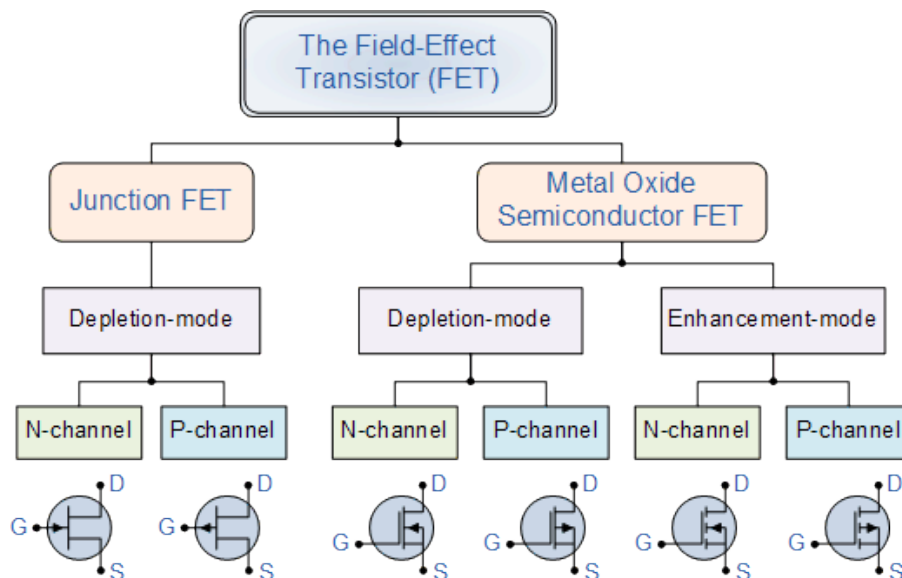 The Field-Effect
Transistor (FET)
Junction FET
Metal Oxide
Semiconductor FET
Depletion-mode
Depletion-mode
Enhancement-mode
N-channel
P-channel
N-channel
P-channel
N-channel
P-channel
D
D
D
D
D
D
G
G
G
G
G
G
S
S
S
S
S
S